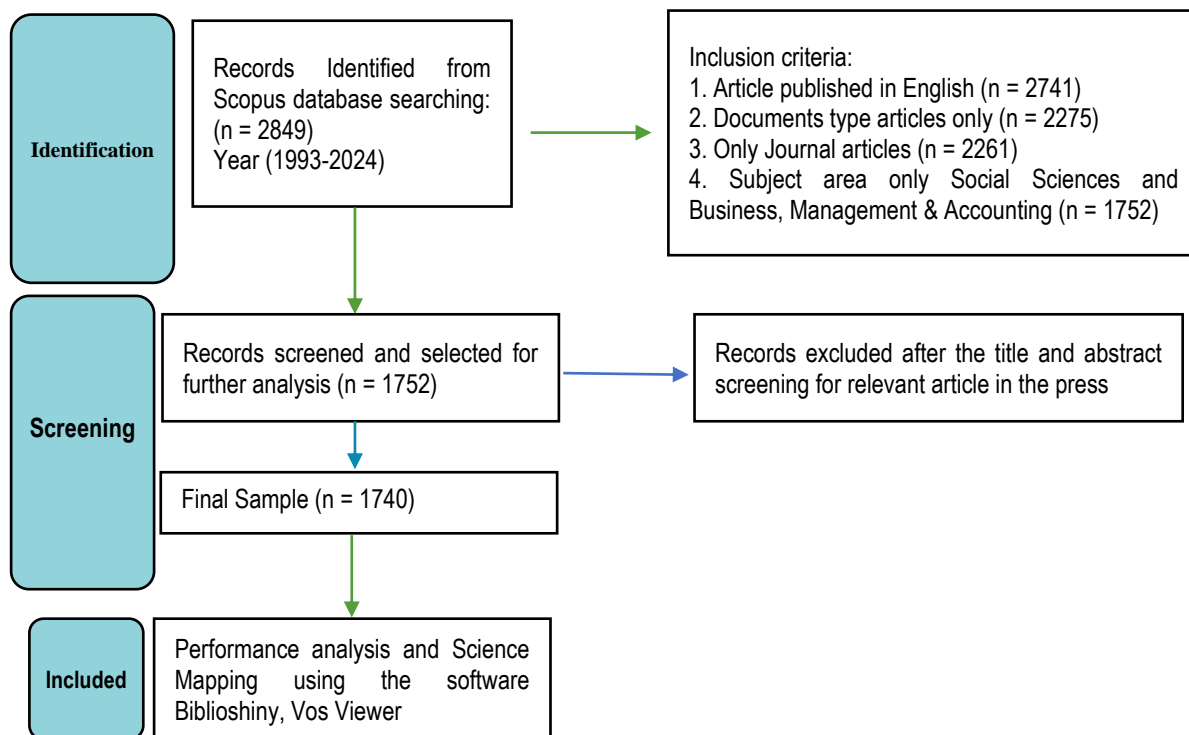 Identification
Records Identified from
Scopus database searching:
(n = 2849)
Year (1993-2024)
Inclusion criteria:
1. Article published in English (n = 2741)
2. Documents type articles only (n = 2275)
3. Only Journal articles (n = 2261)
4. Subject area only Social Sciences and
Business, Management & Accounting (n = 1752)
Screening
Records screened and selected for
further analysis (n = 1752)
Records excluded after the title and abstract
screening for relevant article in the press
Final Sample (n = 1740)
Included
Performance analysis and Science
Mapping using the software
Biblioshiny, Vos Viewer